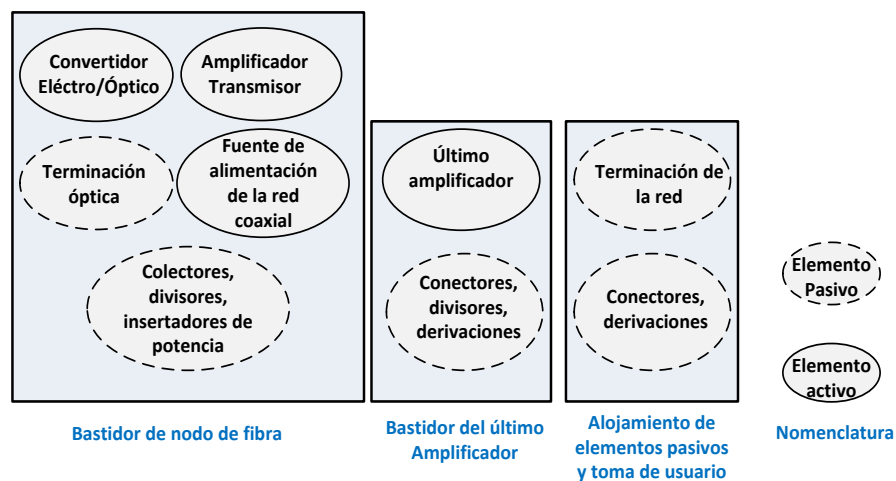 Convertidor
Eléctro/Óptico
Amplificador
Transmisor
Terminación
óptica
Fuente de
alimentación
de la red
coaxial
Colectores,
divisores,
insertadores de
potencia
Bastidor de nodo de fibra
Último
amplificador
Conectores,
divisores,
derivaciones
Bastidor del último
Amplificador
Terminación de
la red
Conectores,
derivaciones
Alojamiento de
elementos pasivos
y toma de usuario
Elemento
Pasivo
Elemento
activo
Nomenclatura